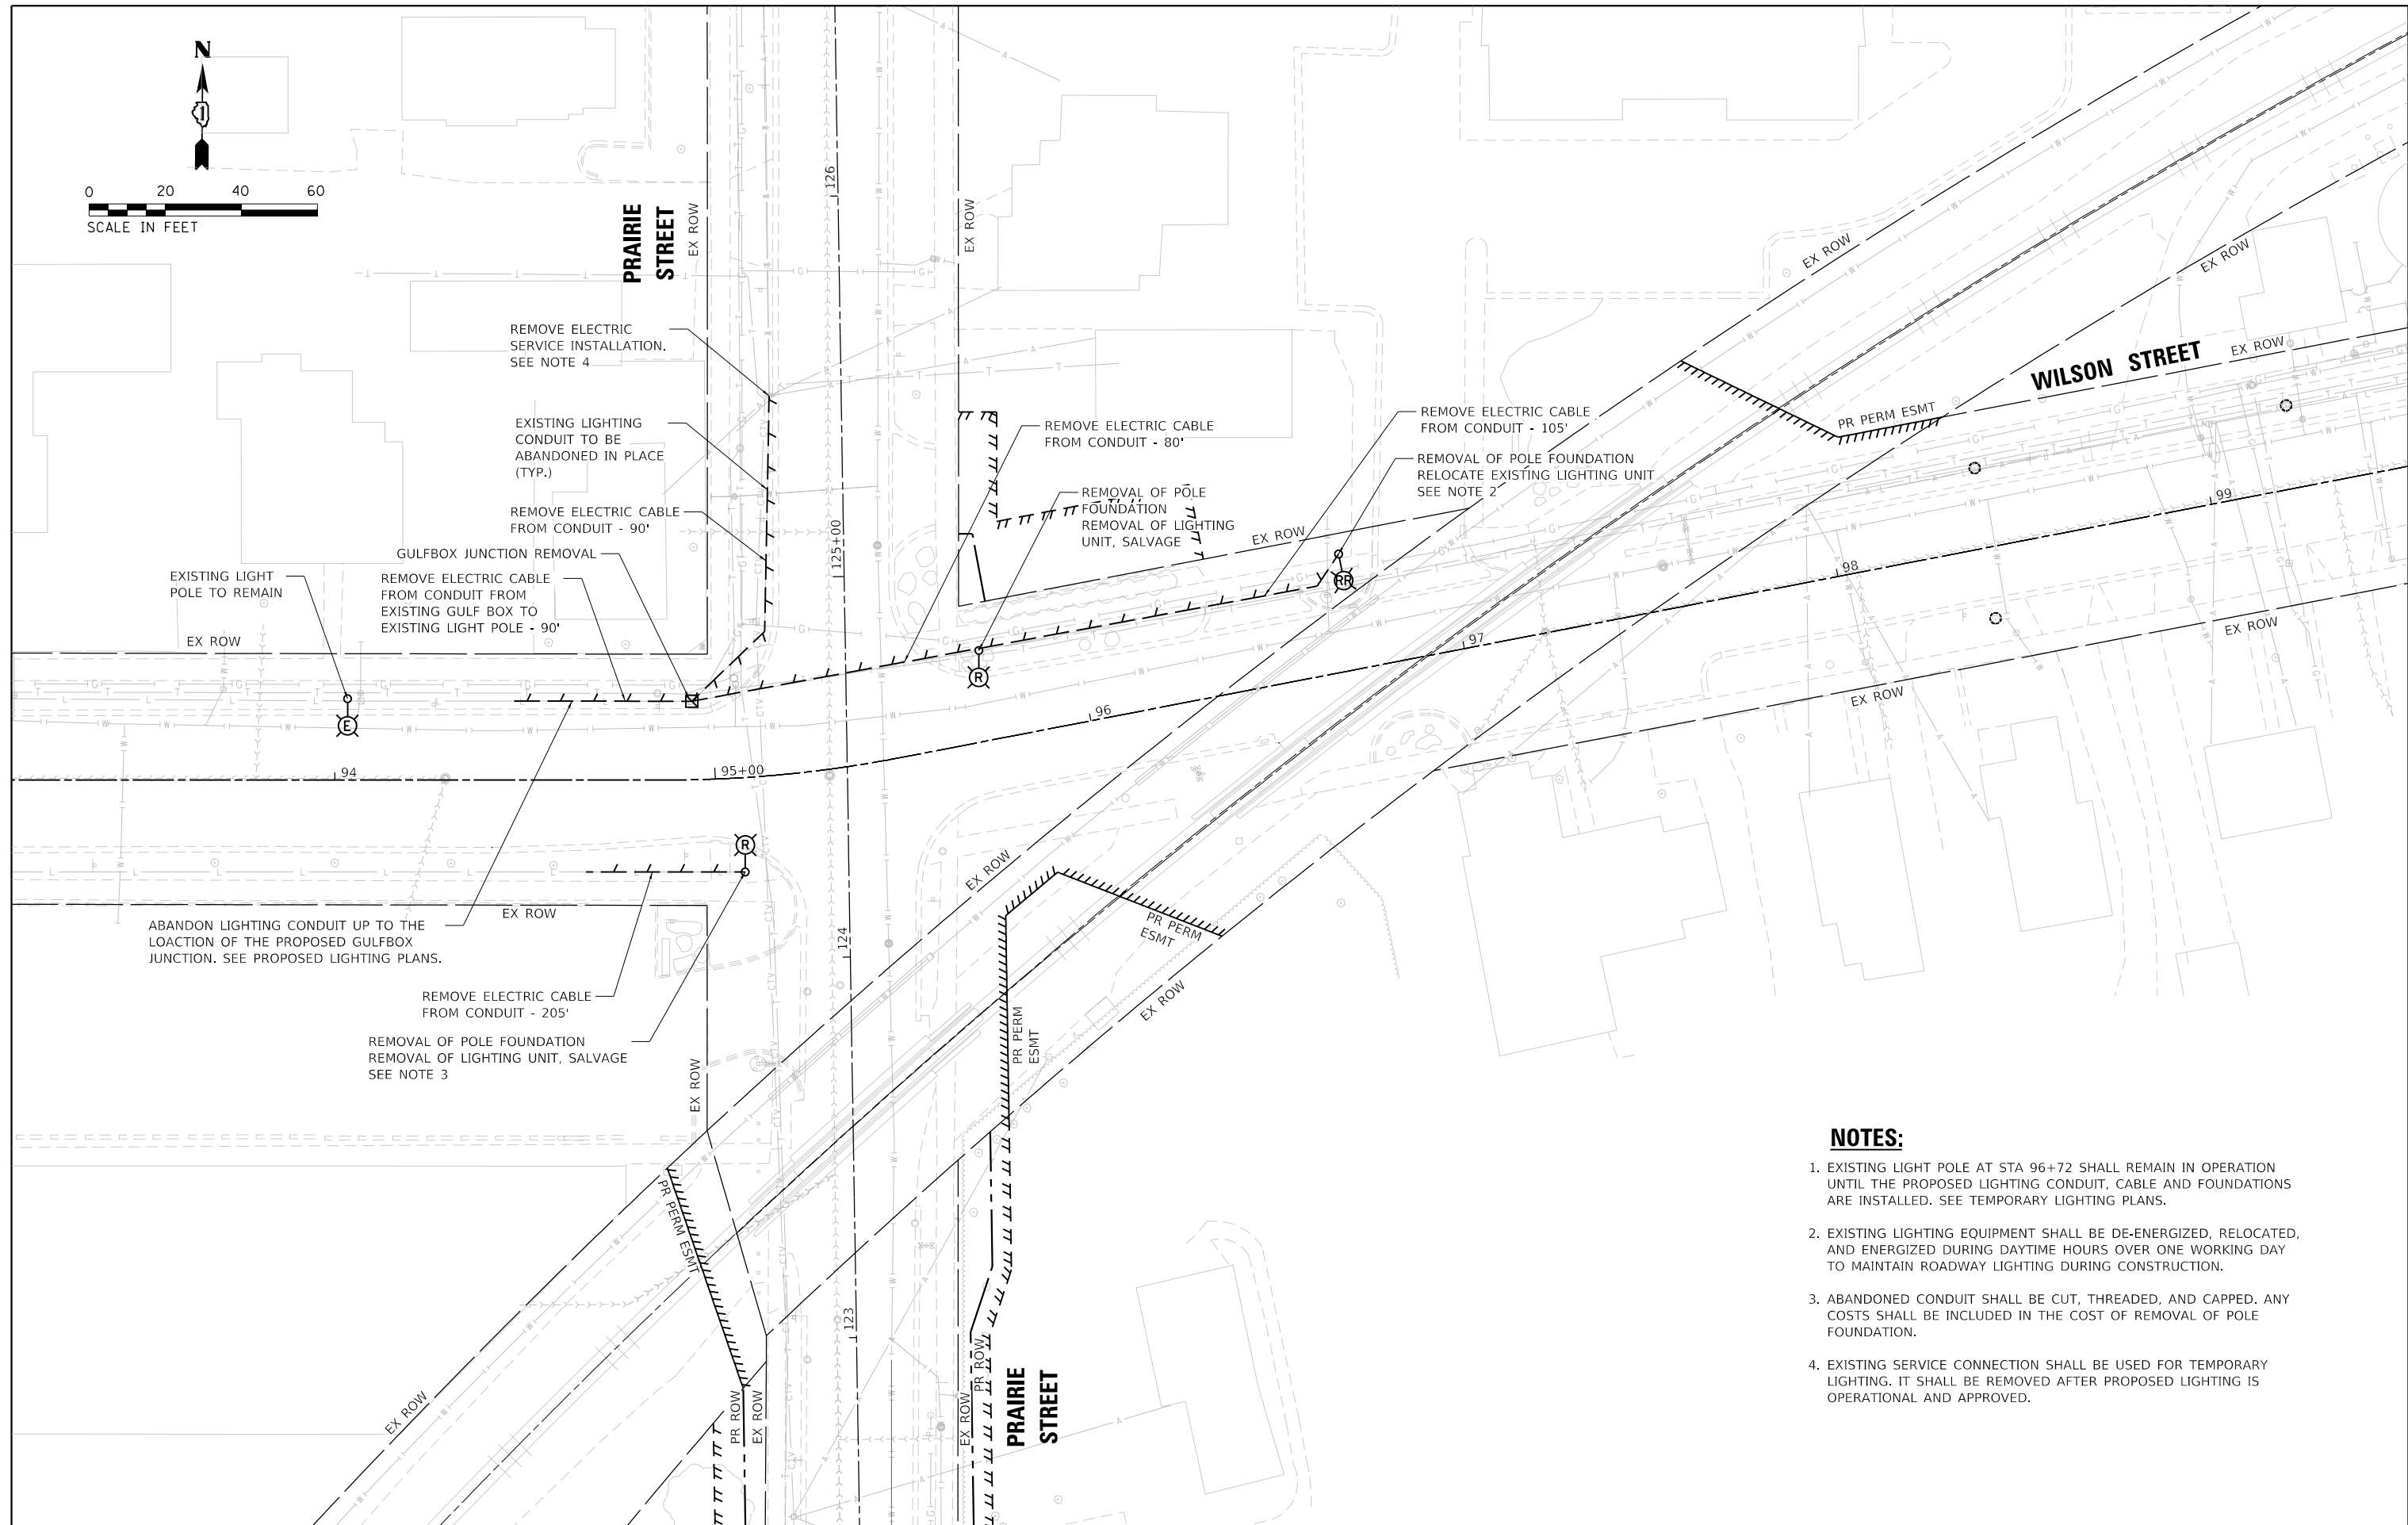 N
0 20 40 60
SCALE IN FEET
PRAIRIE
STREET
EX ROW
126
EX ROW
EX ROW
EX ROW
WILSON STREET
EX ROW
PR PERM ESMT
REMOVE ELECTRIC
SERVICE INSTALLATION.
SEE NOTE 4
EXISTING LIGHTING
CONDUIT TO BE
ABANDONED IN PLACE
(TYP.)
REMOVE ELECTRIC CABLE
FROM CONDUIT - 90'
GULFBOX JUNCTION REMOVAL
REMOVE ELECTRIC CABLE
FROM CONDUIT FROM
EXISTING GULF BOX TO
EXISTING LIGHT POLE - 90'
EXISTING LIGHT
POLE TO REMAIN
EX ROW
REMOVE ELECTRIC CABLE
FROM CONDUIT - 80'
REMOVAL OF POLE
FOUNDATION
REMOVAL OF LIGHTING
UNIT, SALVAGE
REMOVE ELECTRIC CABLE
FROM CONDUIT - 105'
REMOVAL OF POLE FOUNDATION
RELOCATE EXISTING LIGHTING UNIT
SEE NOTE 2
EX ROW
125+00
RR
R
E
94
95+00
96
97
98
99
EX ROW
EX ROW
R
EX ROW
ABANDON LIGHTING CONDUIT UP TO THE
LOACTION OF THE PROPOSED GULFBOX
JUNCTION. SEE PROPOSED LIGHTING PLANS.
REMOVE ELECTRIC CABLE
FROM CONDUIT - 205'
REMOVAL OF POLE FOUNDATION
REMOVAL OF LIGHTING UNIT, SALVAGE
SEE NOTE 3
EX ROW
124
PR PERM
ESMT
PR PERM
ESMT
EX ROW
EX ROW
PR PERM ESMT
123
EX ROW
PR ROW
EX ROW
EX ROW
PR ROW
PRAIRIE
STREET
NOTES:
1. EXISTING LIGHT POLE AT STA 96+72 SHALL REMAIN IN OPERATION
UNTIL THE PROPOSED LIGHTING CONDUIT, CABLE AND FOUNDATIONS
ARE INSTALLED. SEE TEMPORARY LIGHTING PLANS.
2. EXISTING LIGHTING EQUIPMENT SHALL BE DE-ENERGIZED, RELOCATED,
AND ENERGIZED DURING DAYTIME HOURS OVER ONE WORKING DAY
TO MAINTAIN ROADWAY LIGHTING DURING CONSTRUCTION.
3. ABANDONED CONDUIT SHALL BE CUT, THREADED, AND CAPPED. ANY
COSTS SHALL BE INCLUDED IN THE COST OF REMOVAL OF POLE
FOUNDATION.
4. EXISTING SERVICE CONNECTION SHALL BE USED FOR TEMPORARY
LIGHTING. IT SHALL BE REMOVED AFTER PROPOSED LIGHTING IS
OPERATIONAL AND APPROVED.